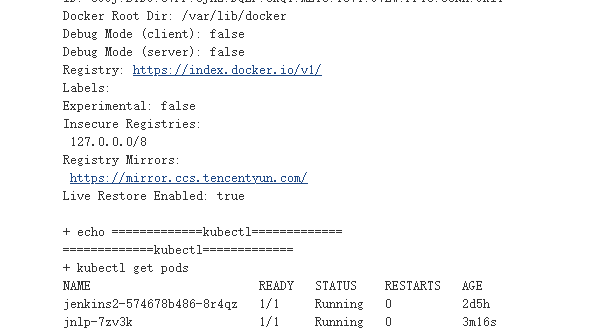 Docker Root Dir: /var/lib/docker
Debug Mode (client): false
Debug Mode (server): false
Registry: https://index.docker.io/v1/
Labels:
Experimental: false
Insecure Registries:
127.0.0.0/8
Registry Mirrors:
https://mirror.ccs.tencentyun.com/
Live Restore Enabled: true
+ echo =============kubectl=============
=============kubectl=============
+ kubectl get pods
NAME READY STATUS RESTARTS AGE
jenkins2-574678b486-8r4qz 1/1 Running 0 2d5h
jnlp-7zv3k 1/1 Running 0 3m16s